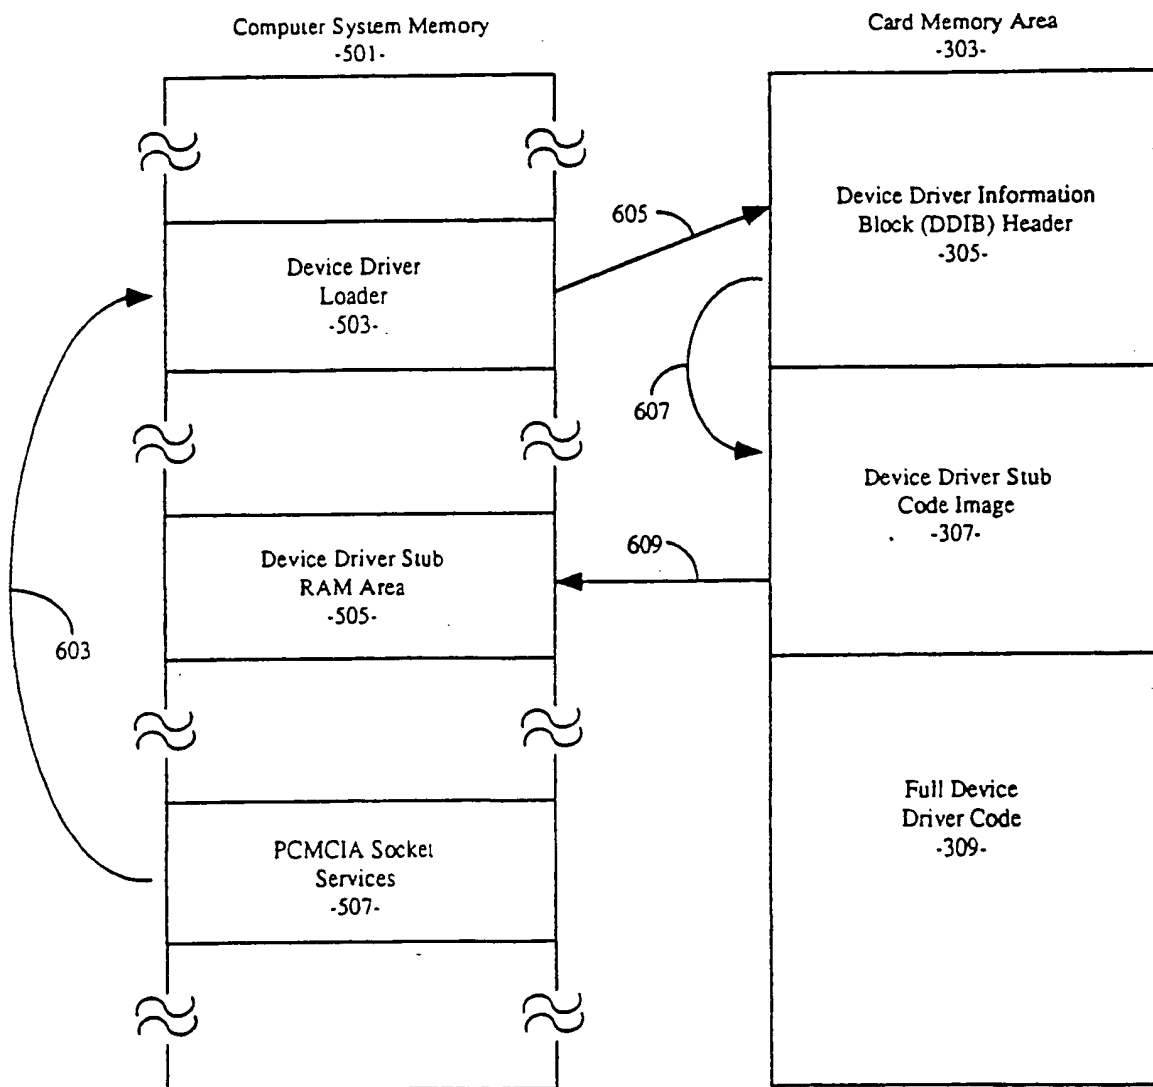 Computer System Memory
-501-
Card Memory Area
-303-
Device Driver Information
Block (DDIB) Header
-305-
605
Device Driver
Loader
-503-
607
Device Driver Stub
Code Image
-307-
609
Device Driver Stub
RAM Area
-505-
603
Full Device
Driver Code
-309-
PCMCIA Socket
Services
-507-